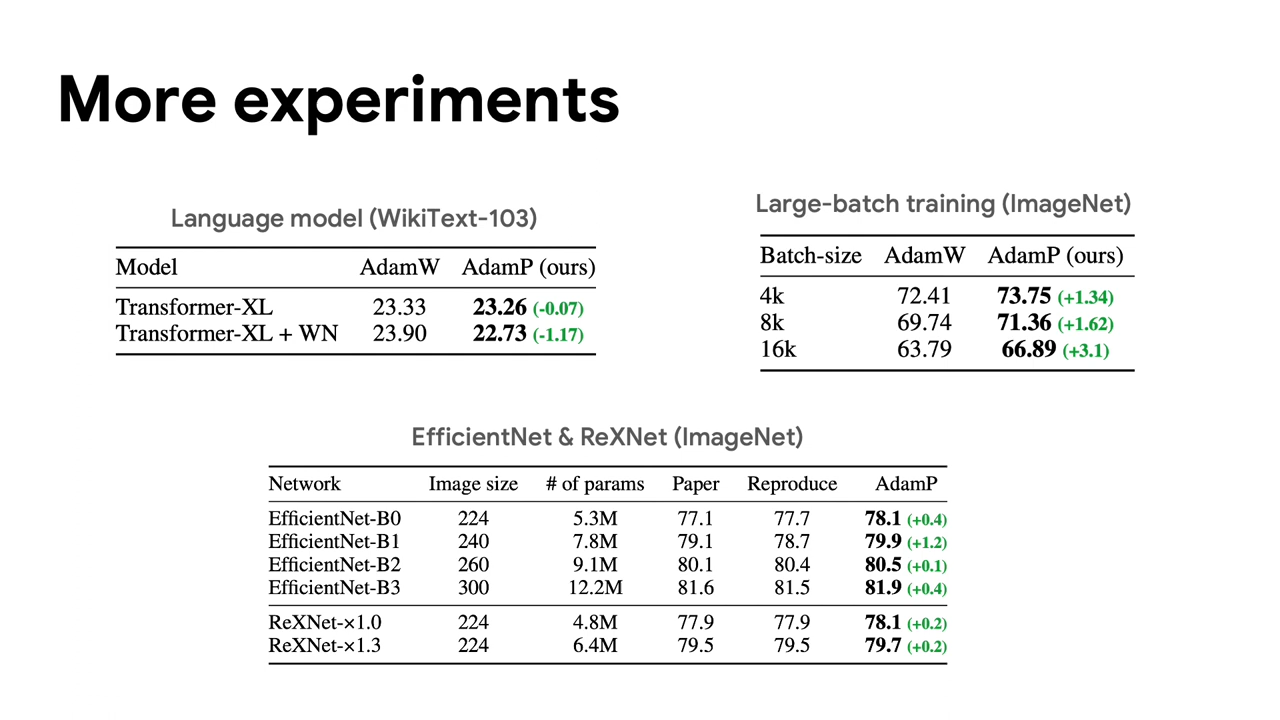 More experiments
Language model (WikiText-103)
Model AdamW AdamP (ours)
Transformer-XL 23.33 23.26 (-0.07)
Transformer-XL + WN 23.90 22.73 (-1.17)
Large-batch training (ImageNet)
Batch-size AdamW AdamP (ours)
4k 72.41 73.75 (+1.34)
8k 69.74 71.36 (+1.62)
16k 63.79 66.89 (+3.1)
EfficientNet & ReXNet (ImageNet)
Network Image size # of params Paper Reproduce AdamP
EfficientNet-B0 224 5.3M 77.1 77.7 78.1 (+0.4)
EfficientNet-B1 240 7.8M 79.1 78.7 79.9 (+1.2)
EfficientNet-B2 260 9.1M 80.1 80.4 80.5 (+0.1)
EfficientNet-B3 300 12.2M 81.6 81.5 81.9 (+0.4)
ReXNet-×1.0 224 4.8M 77.9 77.9 78.1 (+0.2)
ReXNet-×1.3 224 6.4M 79.5 79.5 79.7 (+0.2)